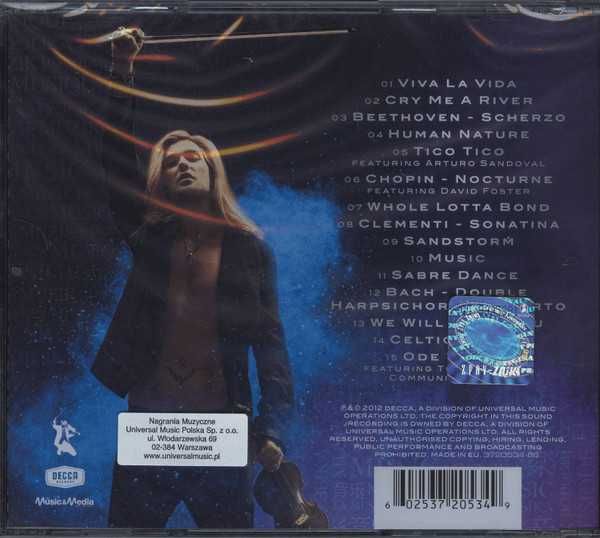 01 VIVA LA VIDA
02 CRY ME A RIVER
03 BEETHOVEN - SCHERZO
04 HUMAN NATURE
05 TICO TICO
FEATURING ARTURO SANDOVAL
06 CHOPIN - NOCTURNE
FEATURING DAVID FOSTER
07 WHOLE LOTTA BOND
08 CLEMENTI - SONATINA
09 SANDSTORM
10 MUSIC
11 SABRE DANCE
12 BACH - DOUBLE
HARPSICHOR RTO
13 WE WILL U
14 CELTIC
15 ODE
FEATURING
COMMUNI
ZAiKS
P & © 2012 DECCA, A DIVISION OF UNIVERSAL MUSIC
OPERATIONS LTD. THE COPYRIGHT IN THIS SOUND
RECORDING IS OWNED BY DECCA, A DIVISION OF
UNIVERSAL MUSIC OPERATIONS LTD. ALL RIGHTS
RESERVED. UNAUTHORISED COPYING, HIRING, LENDING,
PUBLIC PERFORMANCE AND BROADCASTING
PROHIBITED. MADE IN EU.
Nagrania Muzyczne
Universal Music Polska Sp. z o.o.
ul. Włodarzewska 69
02-384 Warszawa
www.universalmusic.pl
DECCA
Music&Media
6 02537 20534 9